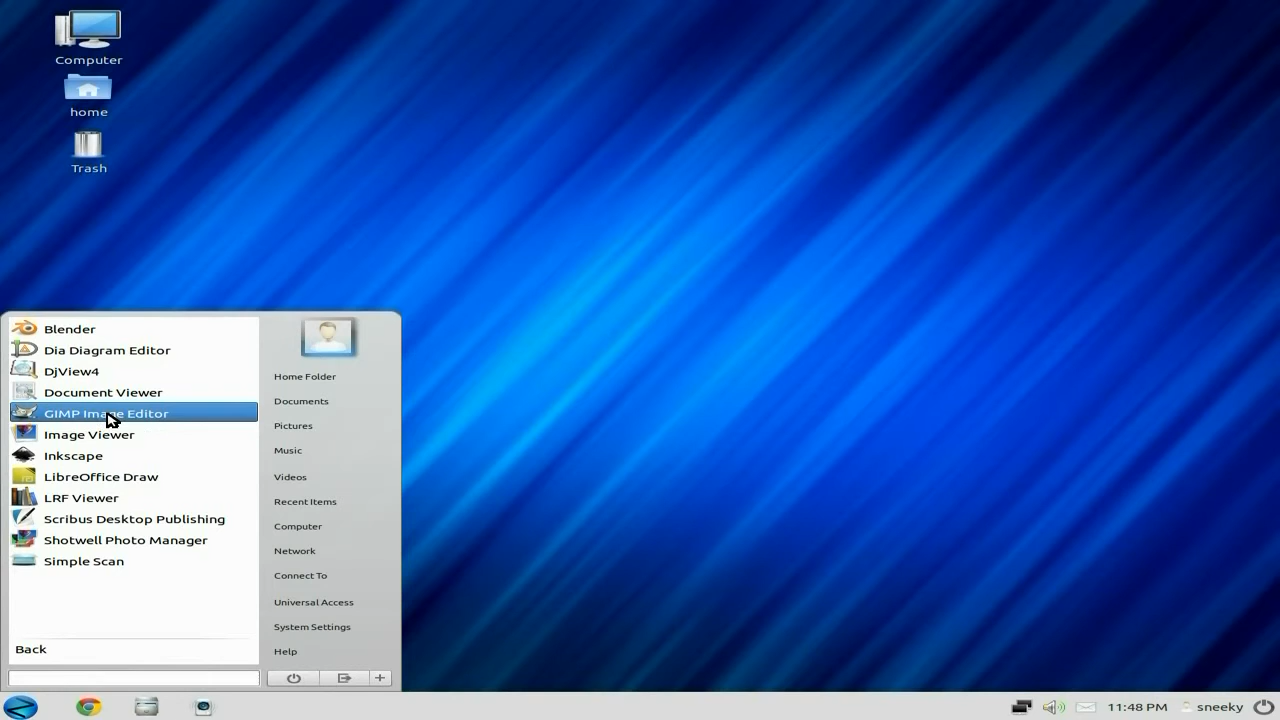 Computer
home
Trash
Blender
Dia Diagram Editor
DjView4
Document Viewer
GIMP Image Editor
Image Viewer
Inkscape
LibreOffice Draw
LRF Viewer
Scribus Desktop Publishing
Shotwell Photo Manager
Simple Scan
Back
Home Folder
Documents
Pictures
Music
Videos
Recent Items
Computer
Network
Connect To
Universal Access
System Settings
Help
11:48 PM sneeky